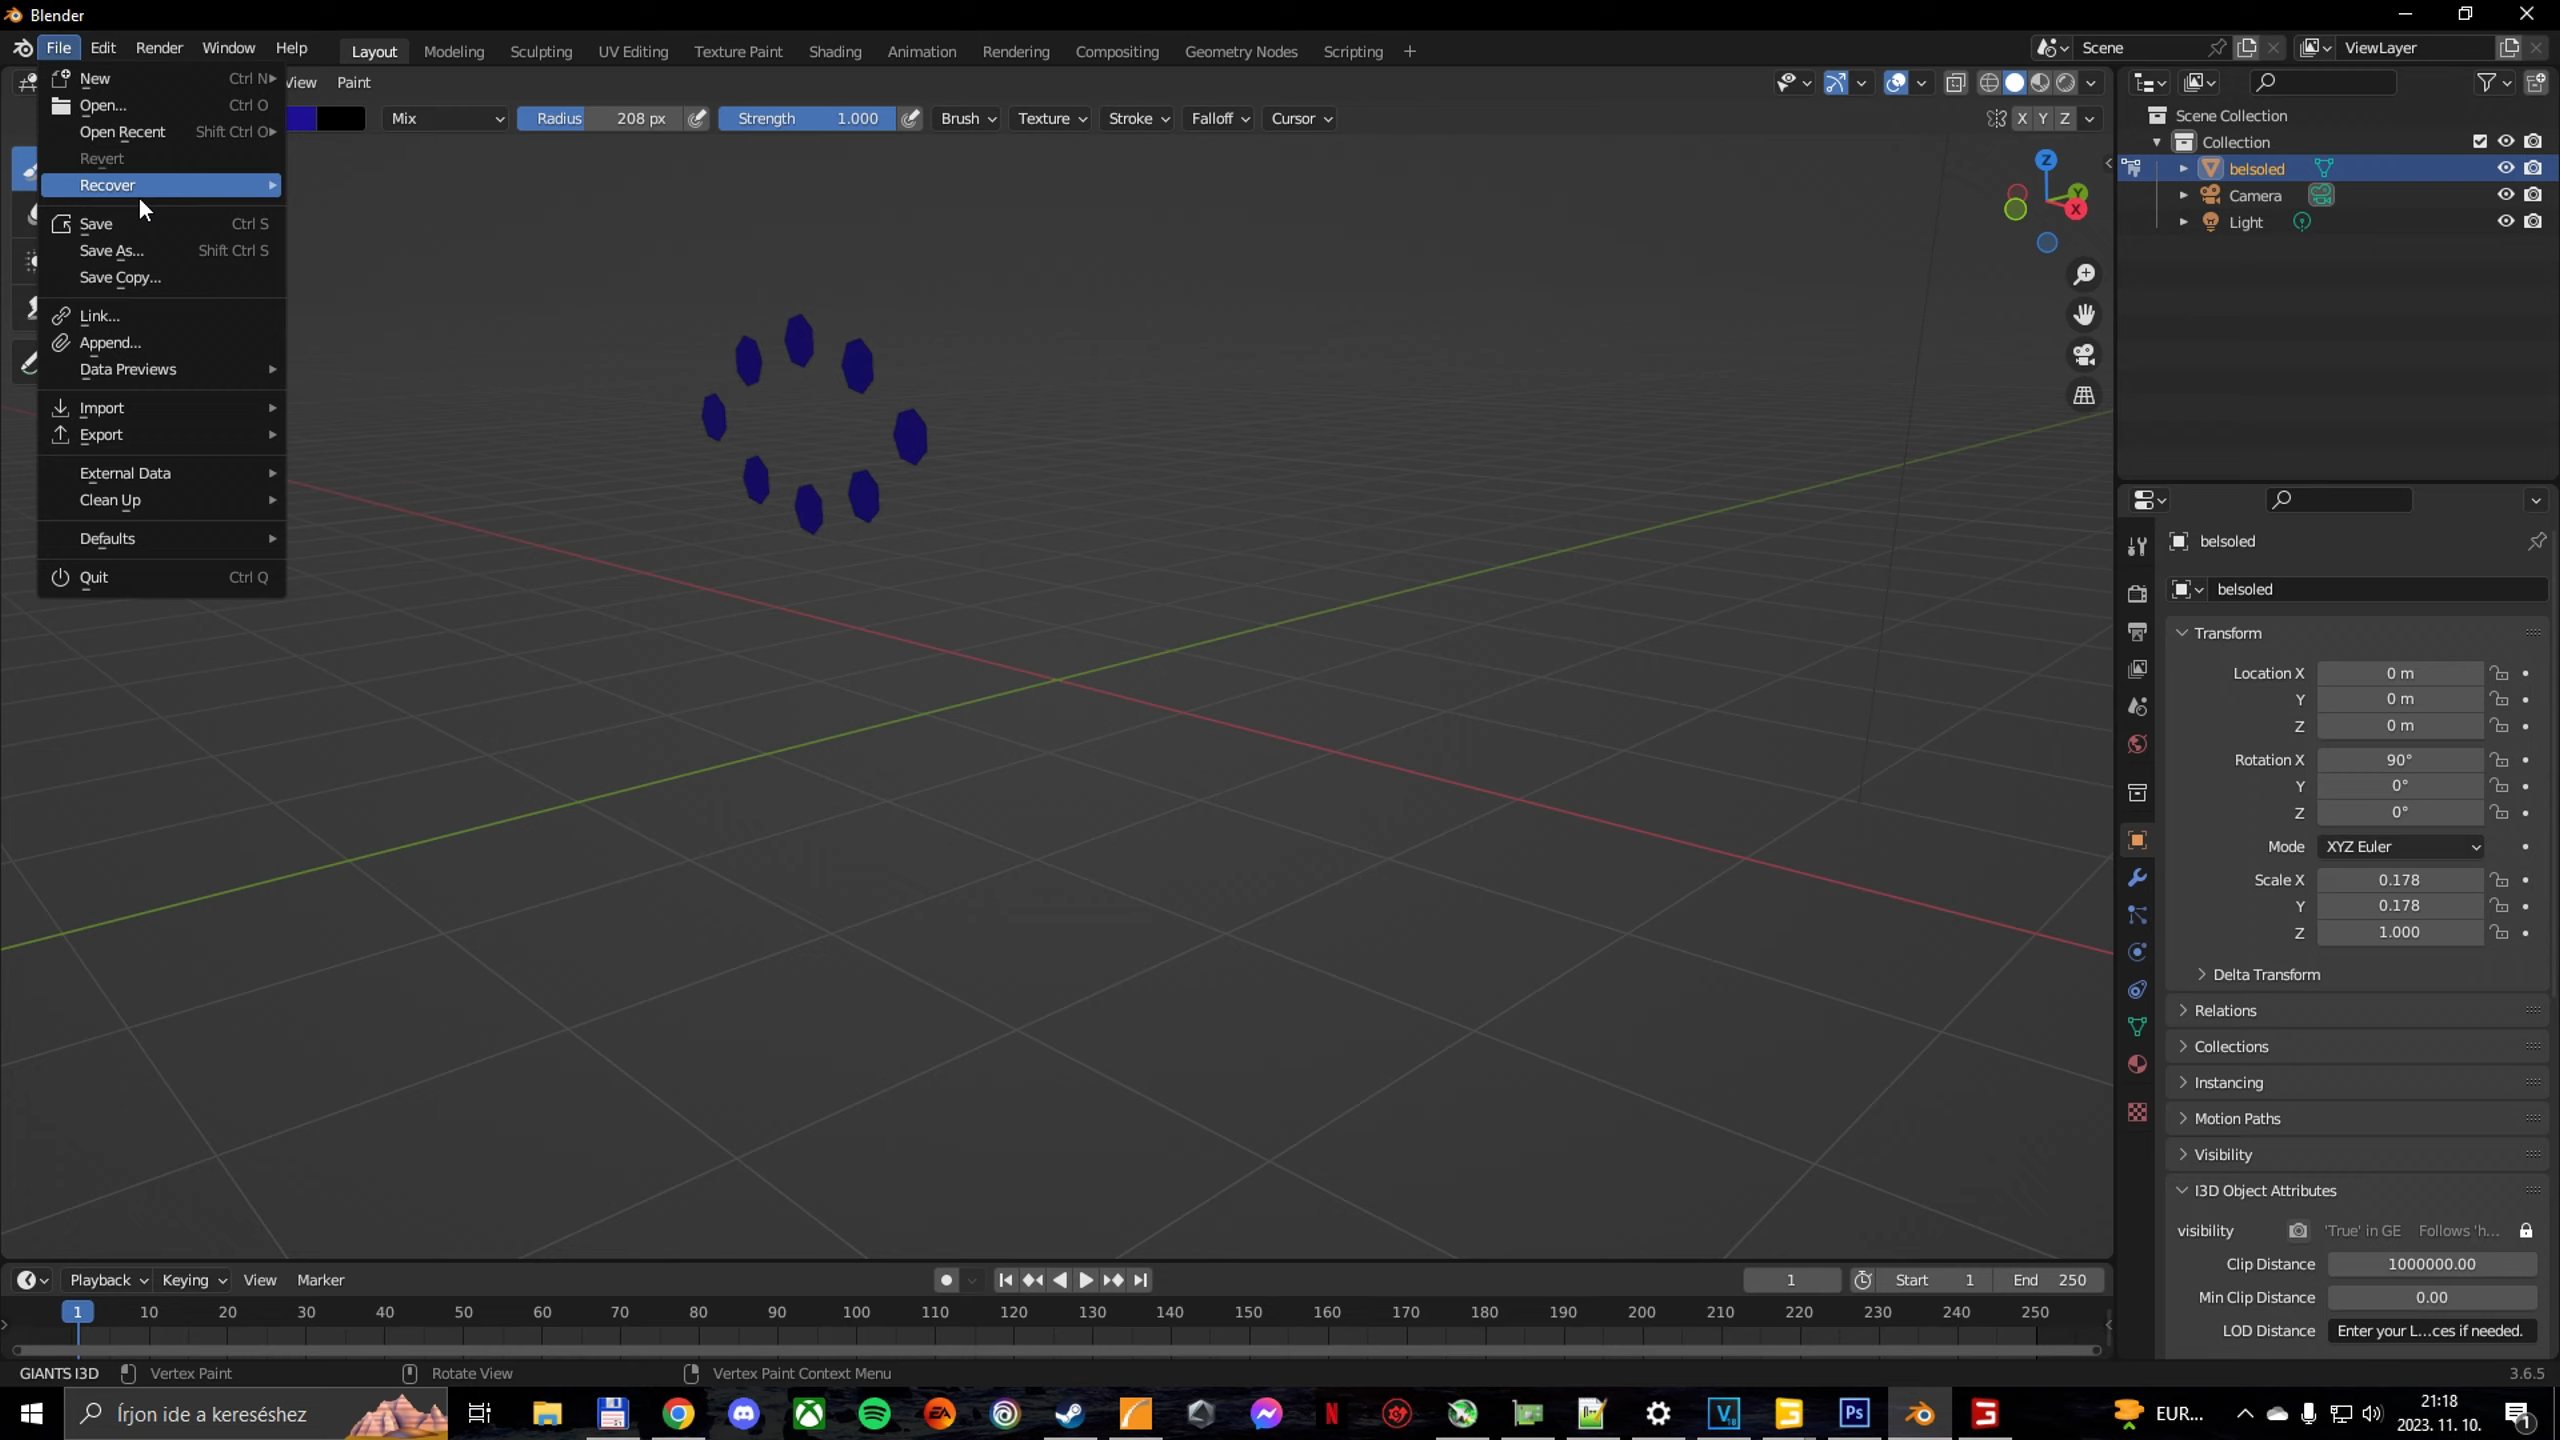 Blender
File Edit Render Window Help Layout Modeling Sculpting UV Editing Texture Paint Shading Animation Rendering Compositing Geometry Nodes Scripting + Scene ViewLayer
View Paint
Mix Radius 208 px Strength 1.000 Brush Texture Stroke Falloff Cursor X Y Z
New Ctrl N
Open... Ctrl O
Open Recent Shift Ctrl O
Revert
Recover
Save Ctrl S
Save As... Shift Ctrl S
Save Copy...
Link...
Append...
Data Previews
Import
Export
External Data
Clean Up
Defaults
Quit Ctrl Q
Z
Y
X
Scene Collection
Collection
belsoled
Camera
Light
belsoled
belsoled
Transform
Location X 0 m
Y 0 m
Z 0 m
Rotation X 90°
Y 0°
Z 0°
Mode XYZ Euler
Scale X 0.178
Y 0.178
Z 1.000
Delta Transform
Relations
Collections
Instancing
Motion Paths
Visibility
I3D Object Attributes
visibility 'True' in GE Follows 'h...
Clip Distance 1000000.00
Min Clip Distance 0.00
LOD Distance Enter your L...ces if needed.
Playback Keying View Marker 1 Start 1 End 250
1 10 20 30 40 50 60 70 80 90 100 110 120 130 140 150 160 170 180 190 200 210 220 230 240 250
GIANTS I3D Vertex Paint Rotate View Vertex Paint Context Menu 3.6.5
Írjon ide a kereséshez
EUR...
21:18
2023. 11. 10.
1